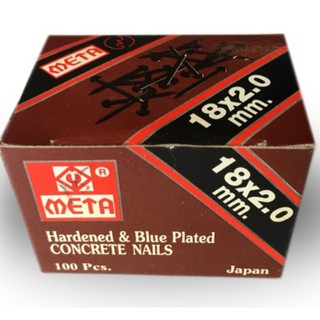 META
18x2.0
mm.
®
META
18x2.0
mm.
Hardened & Blue Plated
CONCRETE NAILS
100 Pcs.
Japan